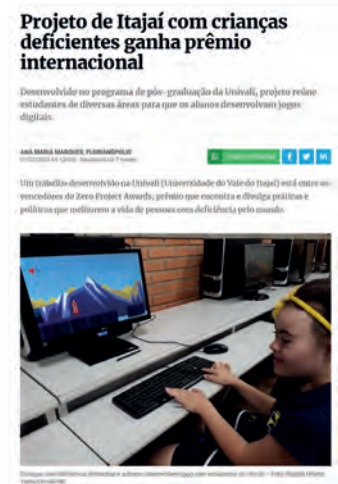 Projeto de Itajaí com crianças
deficientes ganha prêmio
internacional
Desenvolvido no programa de pós-graduação da Univali, projeto reúne
estudantes de diversas áreas para que os alunos desenvolvam jogos
digitais.
ANA MARIA MARQUES, FLORIANÓPOLIS
Um trabalho desenvolvido na Univali (Universidade do Vale do Itajaí) está entre os
vencedores do Zero Project Awards, prêmio que encontra e divulga práticas e
políticas que melhorem a vida de pessoas com deficiência pelo mundo.